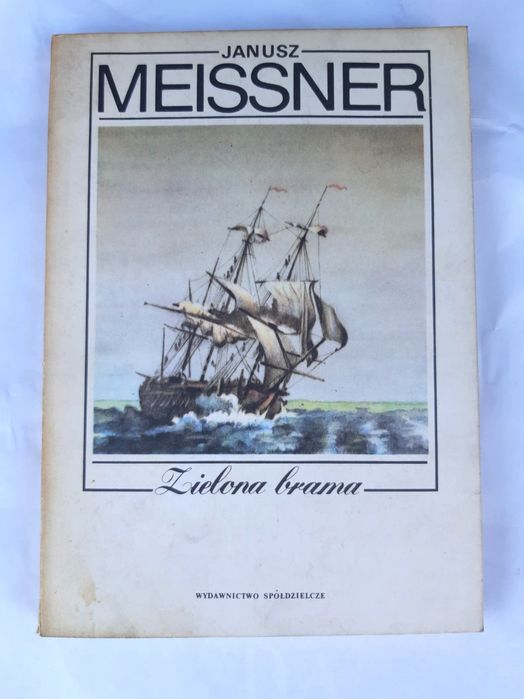 JANUSZ
MEISSNER
Zielona brama
WYDAWNICTWO SPÓŁDZIELCZE